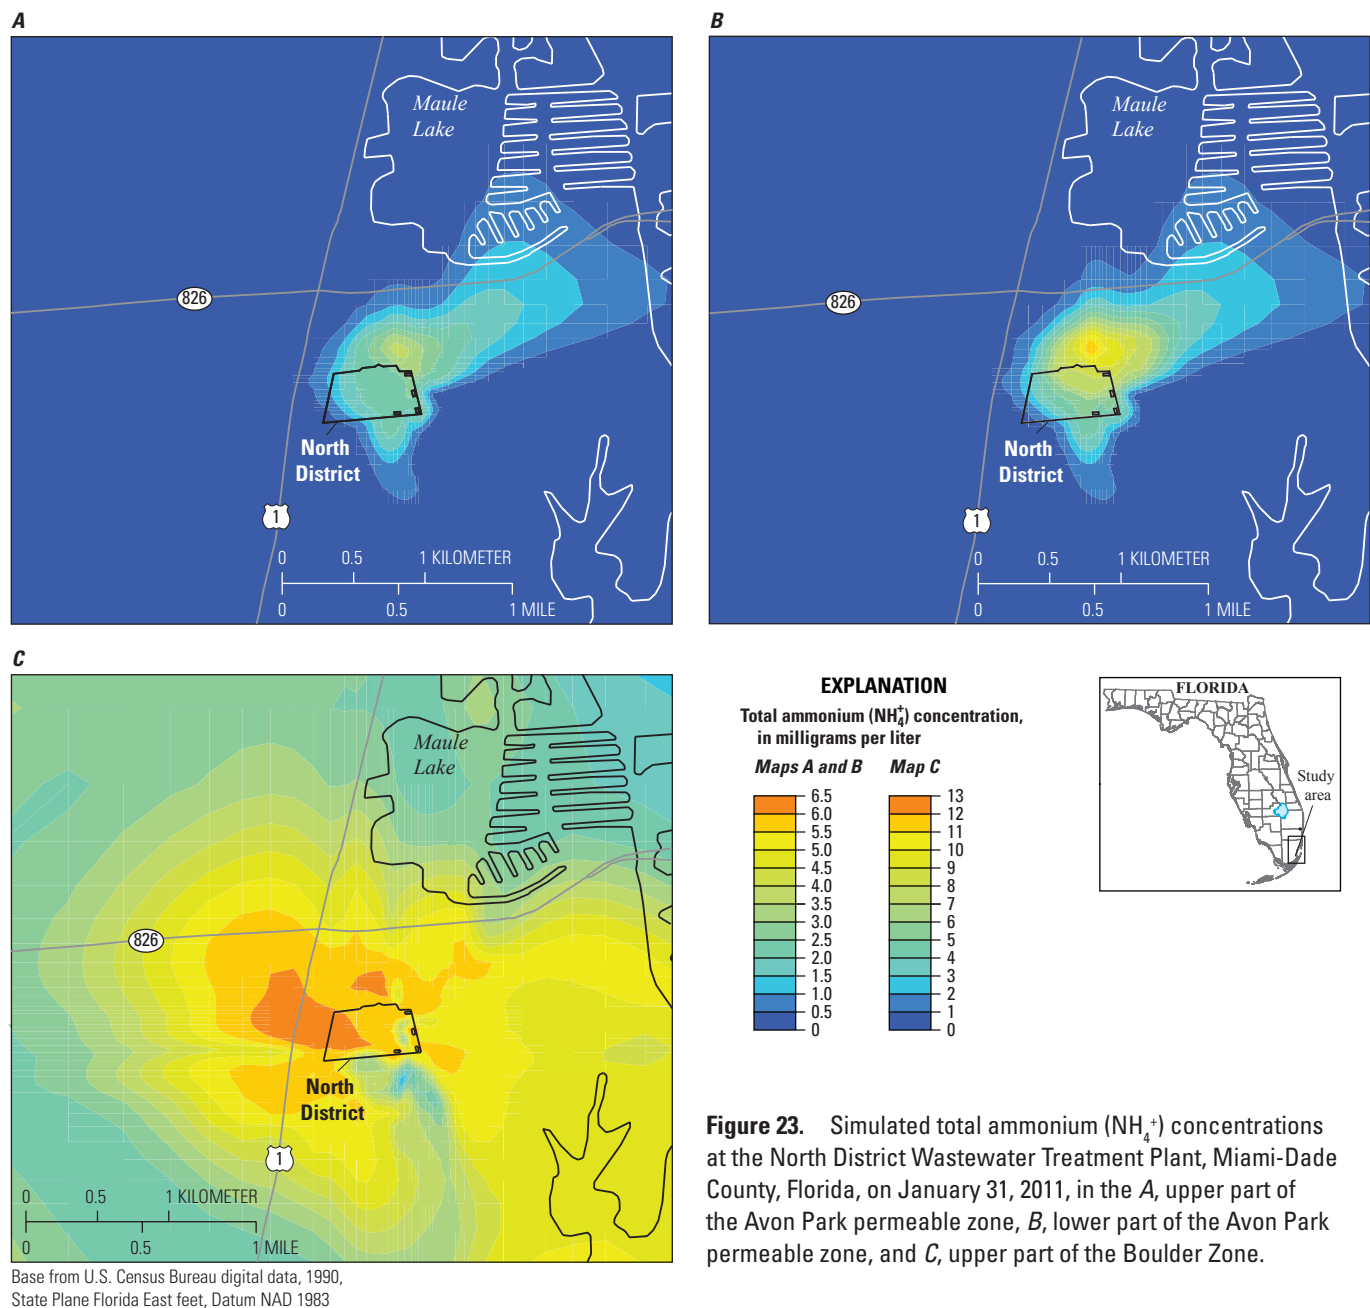 A
Maule
Lake
826
North
District
1
0 0.5 1 KILOMETER
0 0.5 1 MILE
B
Maule
Lake
826
North
District
1
0 0.5 1 KILOMETER
0 0.5 1 MILE
C
Maule
Lake
826
North
District
1
0 0.5 1 KILOMETER
0 0.5 1 MILE
Base from U.S. Census Bureau digital data, 1990,
State Plane Florida East feet, Datum NAD 1983
EXPLANATION
Total ammonium (NH₄⁺) concentration,
in milligrams per liter
Maps A and B Map C
6.5 13
6.0 12
5.5 11
5.0 10
4.5 9
4.0 8
3.5 7
3.0 6
2.5 5
2.0 4
1.5 3
1.0 2
0.5 1
0 0
FLORIDA
Study
area
Figure 23. Simulated total ammonium (NH₄⁺) concentrations
at the North District Wastewater Treatment Plant, Miami-Dade
County, Florida, on January 31, 2011, in the A, upper part of
the Avon Park permeable zone, B, lower part of the Avon Park
permeable zone, and C, upper part of the Boulder Zone.